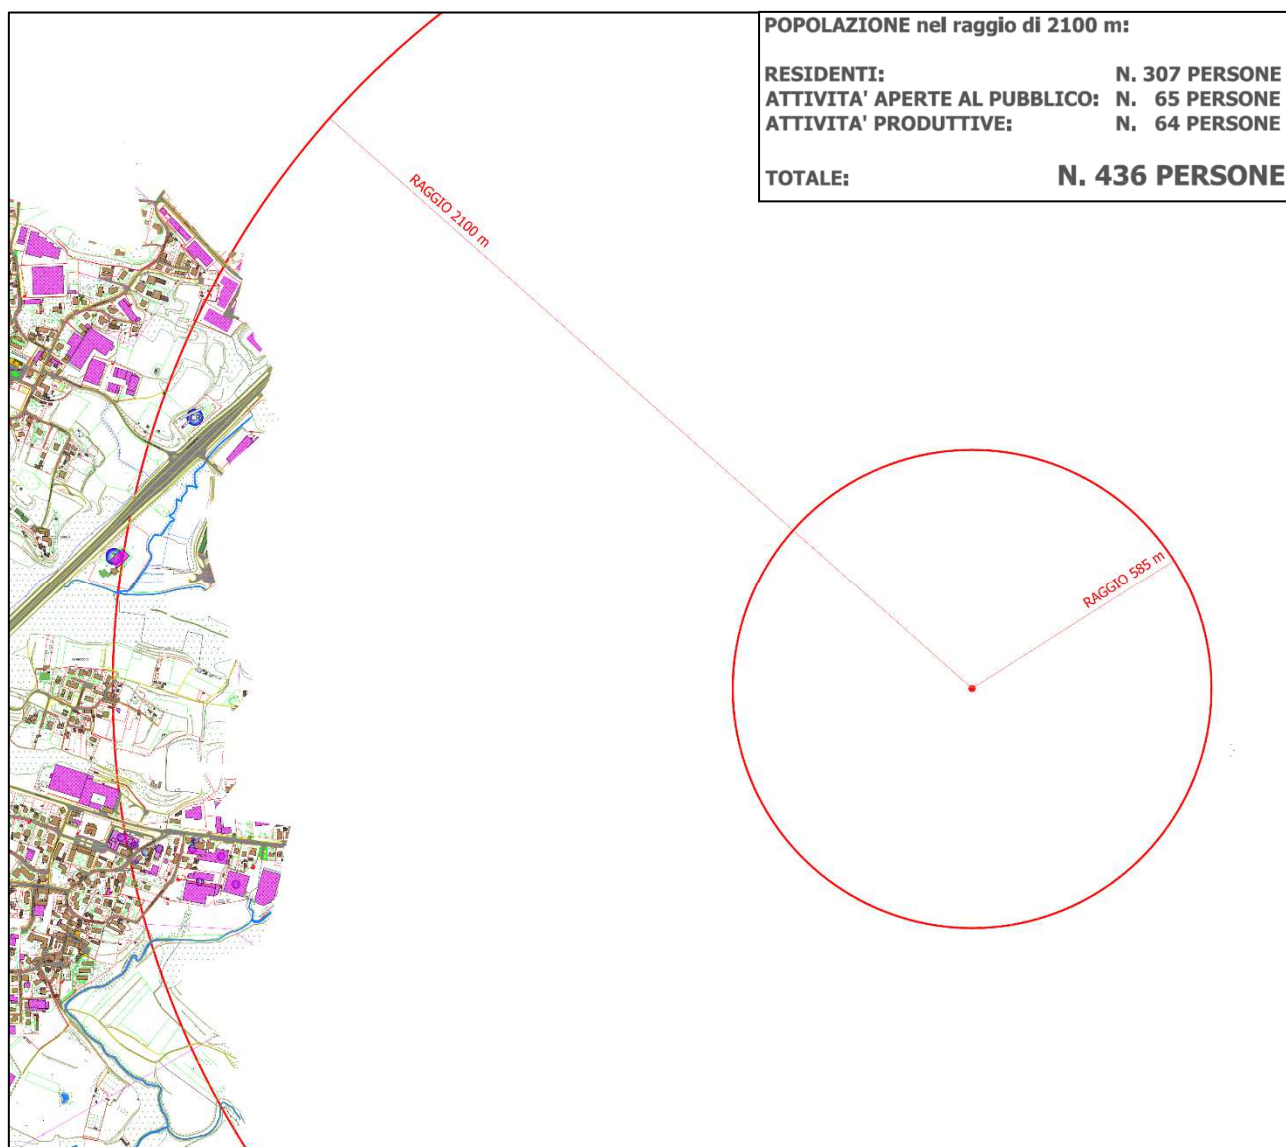 POPOLAZIONE nel raggio di 2100 m:
RESIDENTI: N. 307 PERSONE
ATTIVITA' APERTE AL PUBBLICO: N. 65 PERSONE
ATTIVITA' PRODUTTIVE: N. 64 PERSONE
TOTALE: N. 436 PERSONE
RAGGIO 2100 m
RAGGIO 585 m